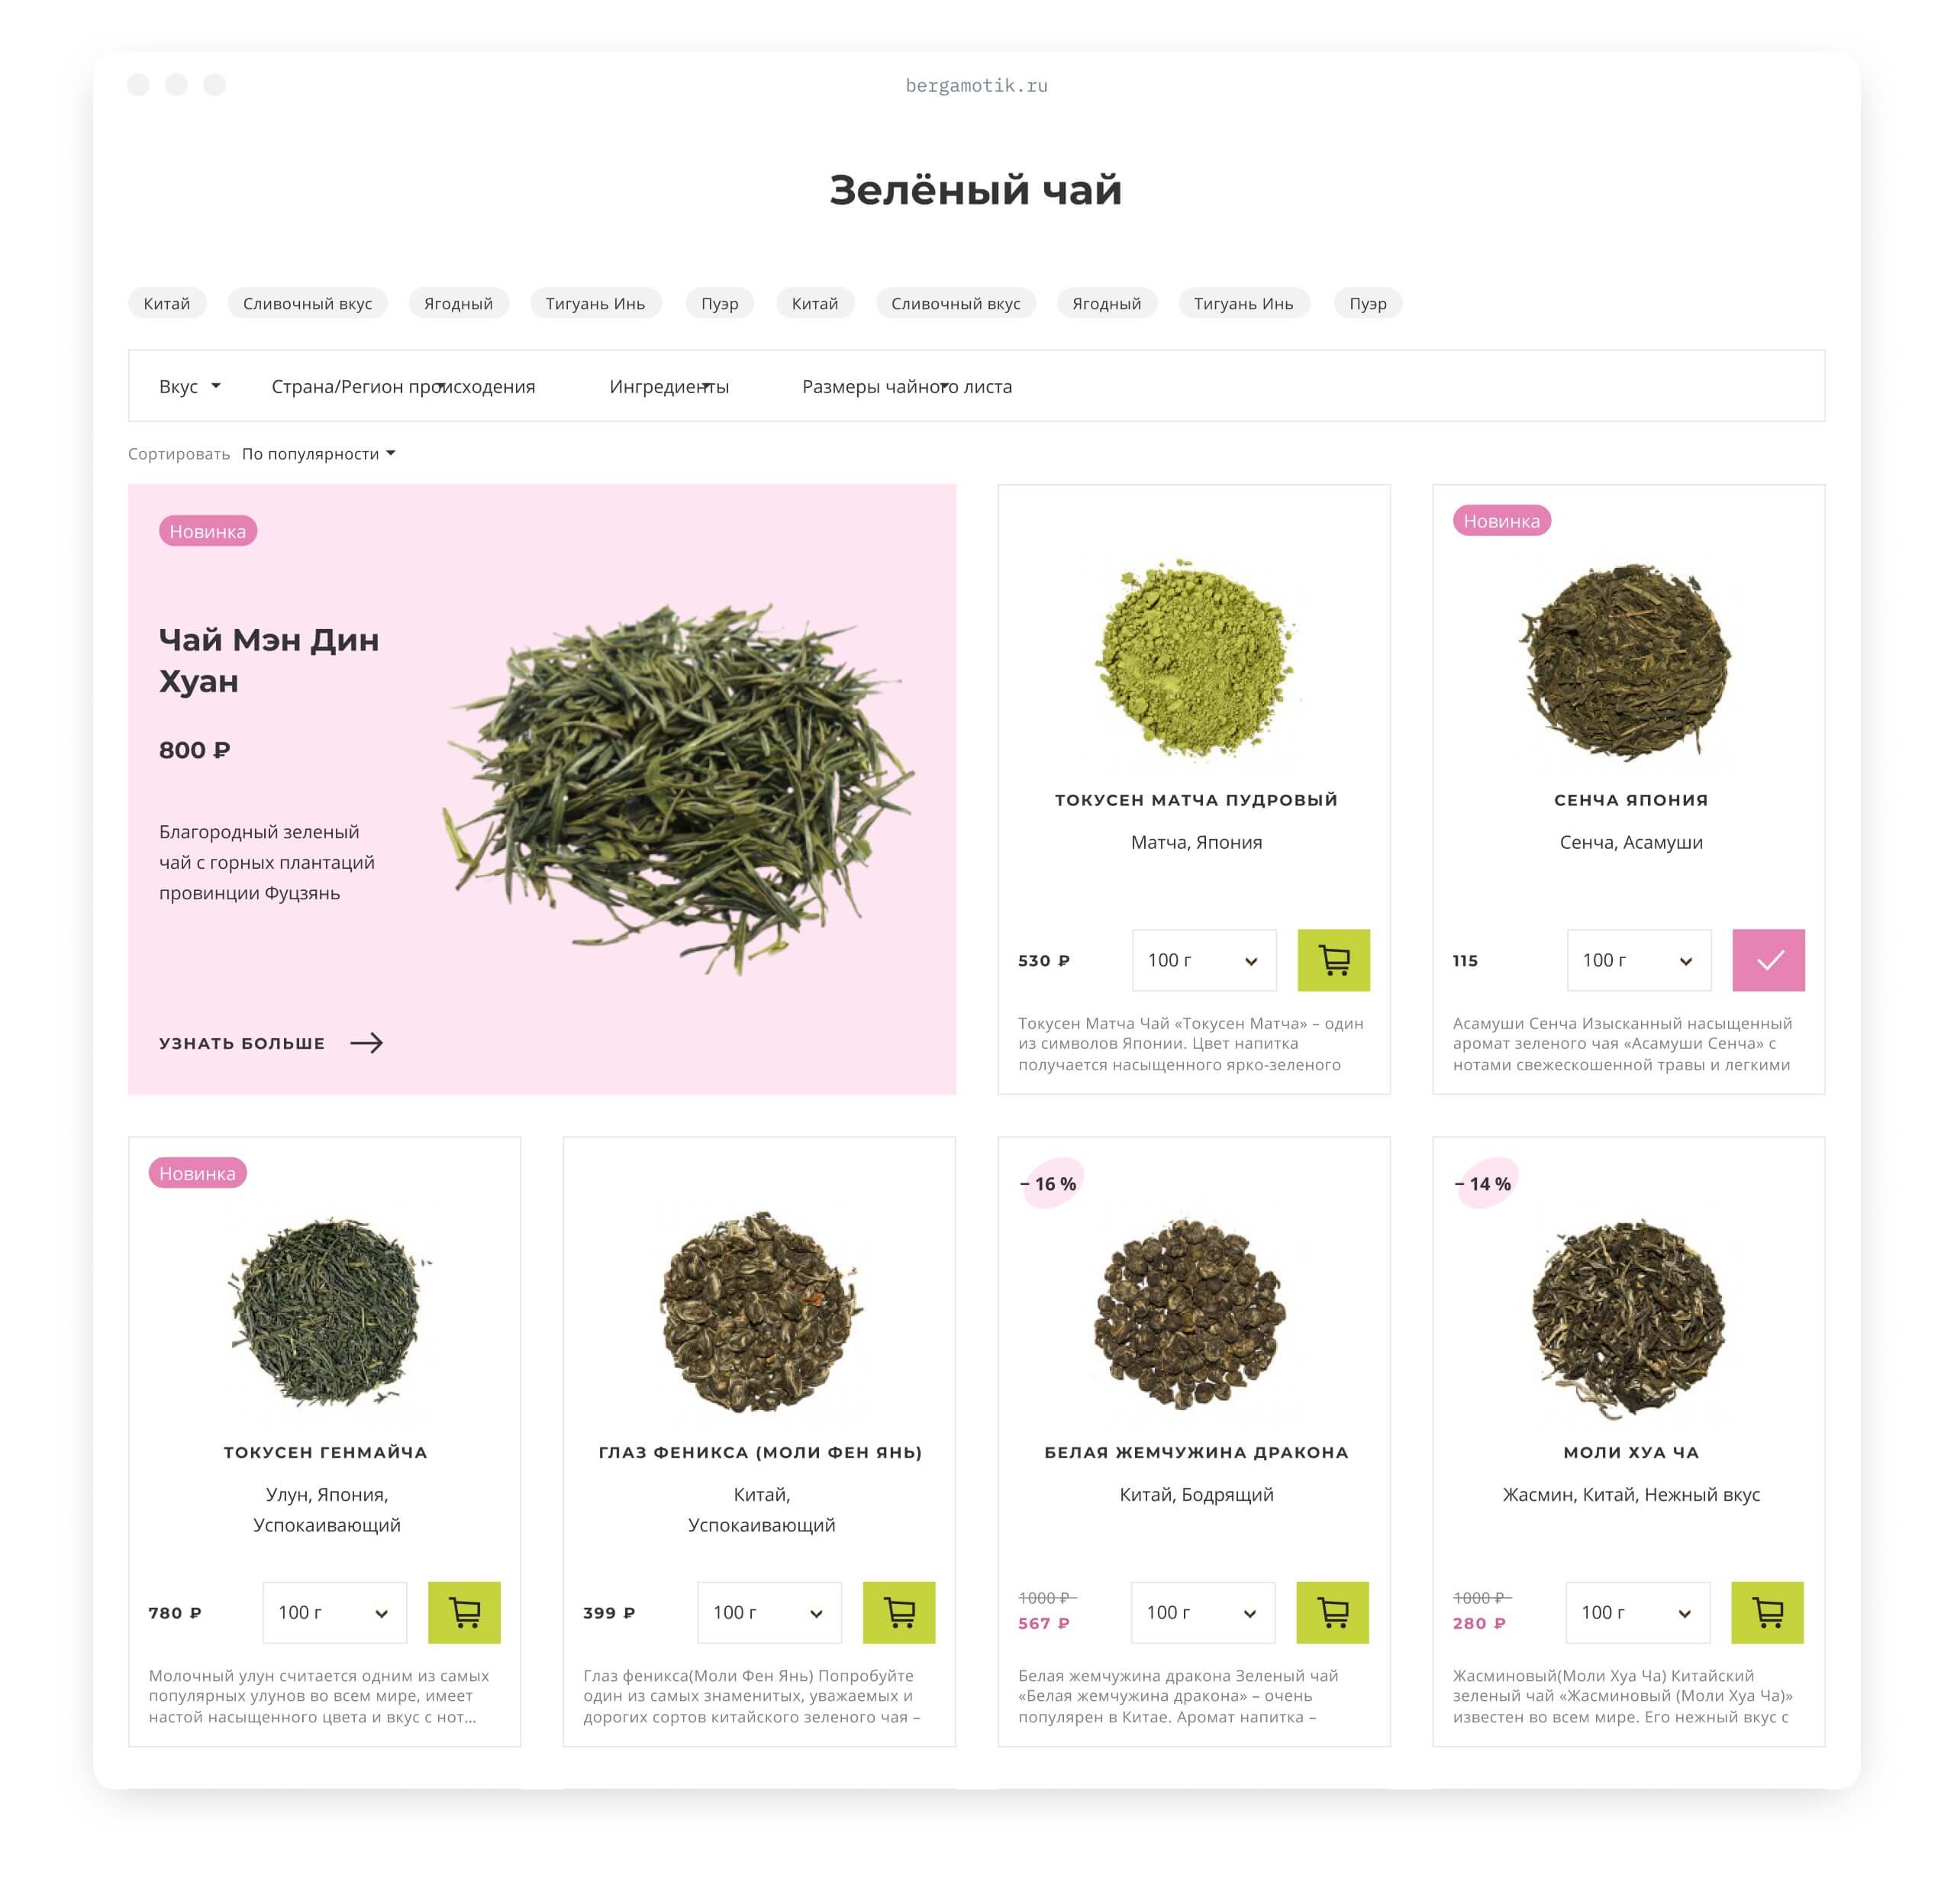 bergamotik.ru
Зелёный чай
Китай Сливочный вкус Ягодный Тигуань Инь Пуэр Китай Сливочный вкус Ягодный Тигуань Инь Пуэр
Вкус Страна/Регион происхождения Ингредиенты Размеры чайного листа
Сортировать По популярности
Новинка
Чай Мэн Дин
Хуан
800 ₽
Благородный зеленый
чай с горных плантаций
провинции Фуцзянь
УЗНАТЬ БОЛЬШЕ
ТОКУСЕН МАТЧА ПУДРОВЫЙ
Матча, Япония
530 ₽ 100 г
Токусен Матча Чай «Токусен Матча» – один
из символов Японии. Цвет напитка
получается насыщенного ярко-зеленого
Новинка
СЕНЧА ЯПОНИЯ
Сенча, Асамуши
115 100 г
Асамуши Сенча Изысканный насыщенный
аромат зеленого чая «Асамуши Сенча» с
нотами свежескошенной травы и легкими
Новинка
ТОКУСЕН ГЕНМАЙЧА
Улун, Япония,
Успокаивающий
780 ₽ 100 г
Молочный улун считается одним из самых
популярных улунов во всем мире, имеет
настой насыщенного цвета и вкус с нот...
ГЛАЗ ФЕНИКСА (МОЛИ ФЕН ЯНЬ)
Китай,
Успокаивающий
399 ₽ 100 г
Глаз феникса(Моли Фен Янь) Попробуйте
один из самых знаменитых, уважаемых и
дорогих сортов китайского зеленого чая –
– 16 %
БЕЛАЯ ЖЕМЧУЖИНА ДРАКОНА
Китай, Бодрящий
1000 ₽
567 ₽ 100 г
Белая жемчужина дракона Зеленый чай
«Белая жемчужина дракона» – очень
популярен в Китае. Аромат напитка –
– 14 %
МОЛИ ХУА ЧА
Жасмин, Китай, Нежный вкус
1000 ₽
280 ₽ 100 г
Жасминовый(Моли Хуа Ча) Китайский
зеленый чай «Жасминовый (Моли Хуа Ча)»
известен во всем мире. Его нежный вкус с